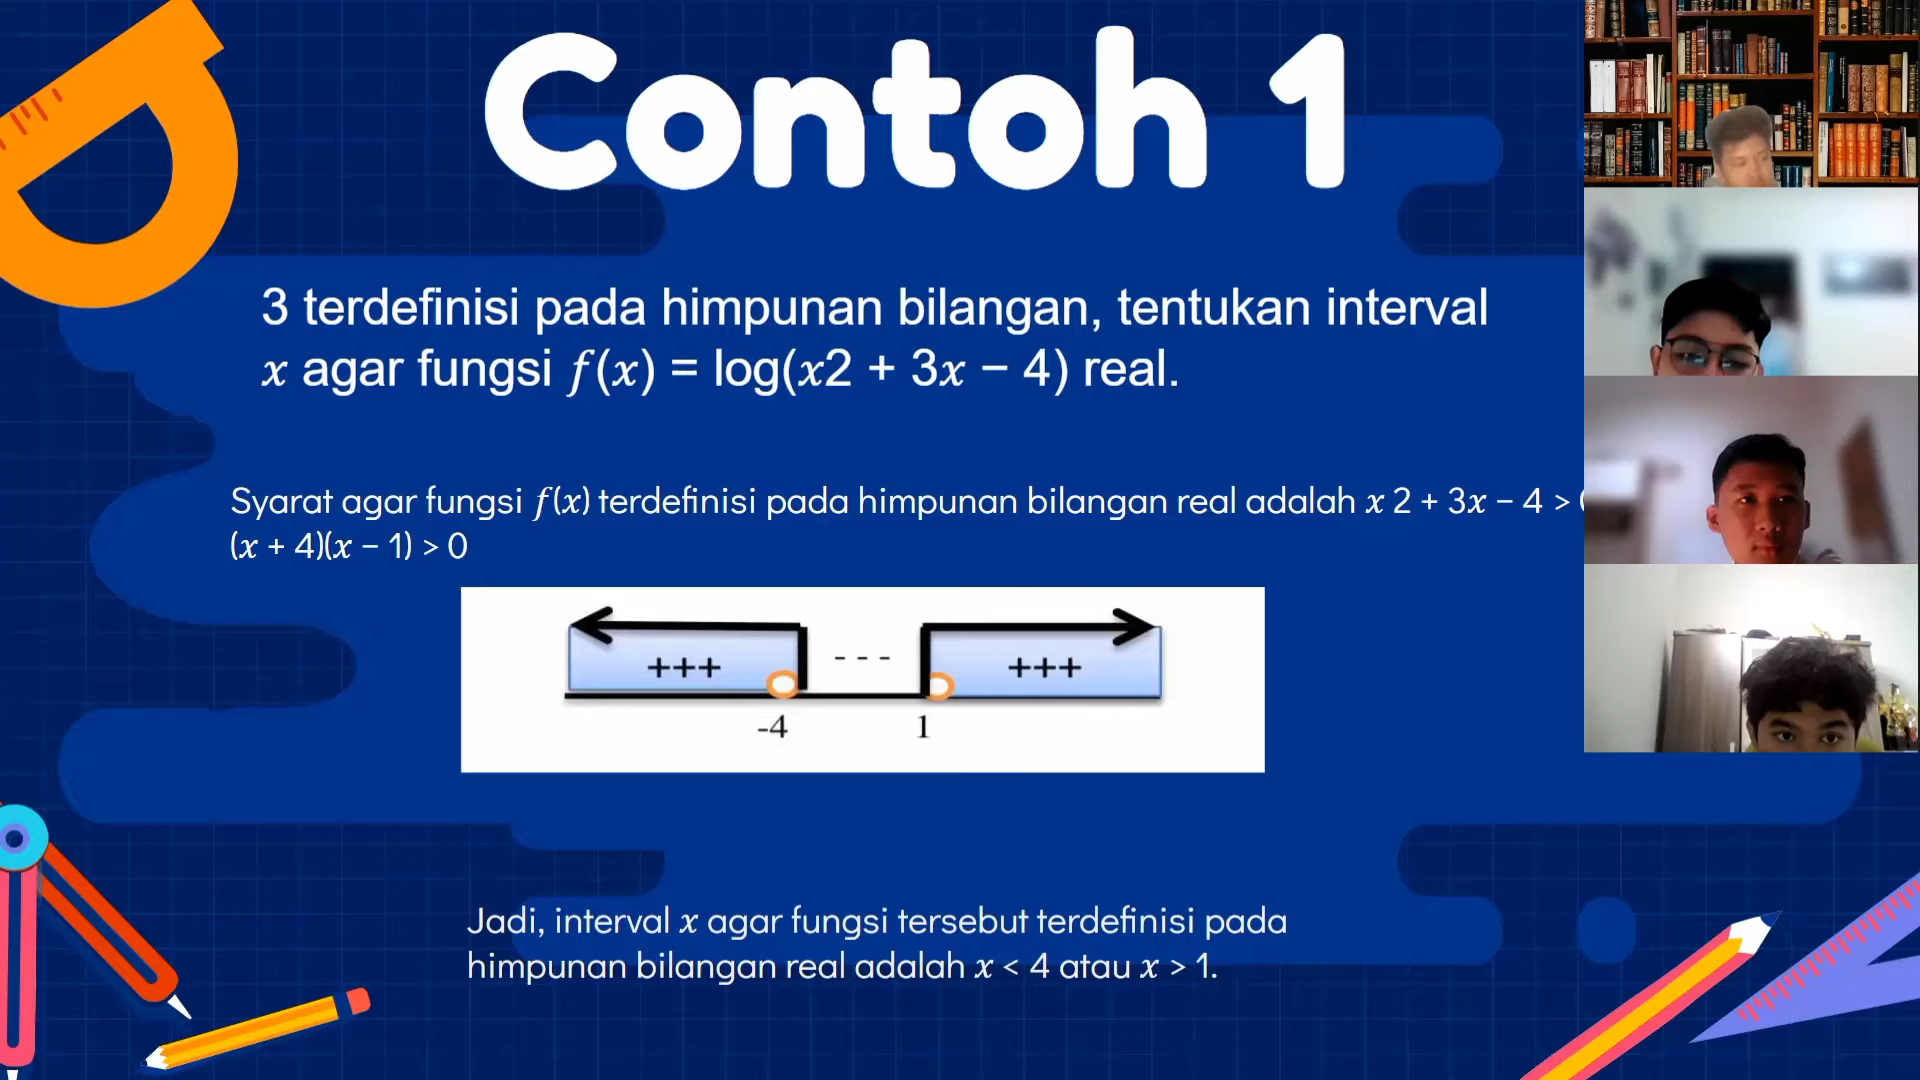 Contoh 1
3 terdefinisi pada himpunan bilangan, tentukan interval
𝑥 agar fungsi 𝑓(𝑥) = log(𝑥2 + 3𝑥 − 4) real.
Syarat agar fungsi 𝑓(𝑥) terdefinisi pada himpunan bilangan real adalah 𝑥 2 + 3𝑥 − 4 >
(𝑥 + 4)(𝑥 − 1) > 0
+++ - - - +++
-4 1
Jadi, interval 𝑥 agar fungsi tersebut terdefinisi pada
himpunan bilangan real adalah 𝑥 < 4 atau 𝑥 > 1.